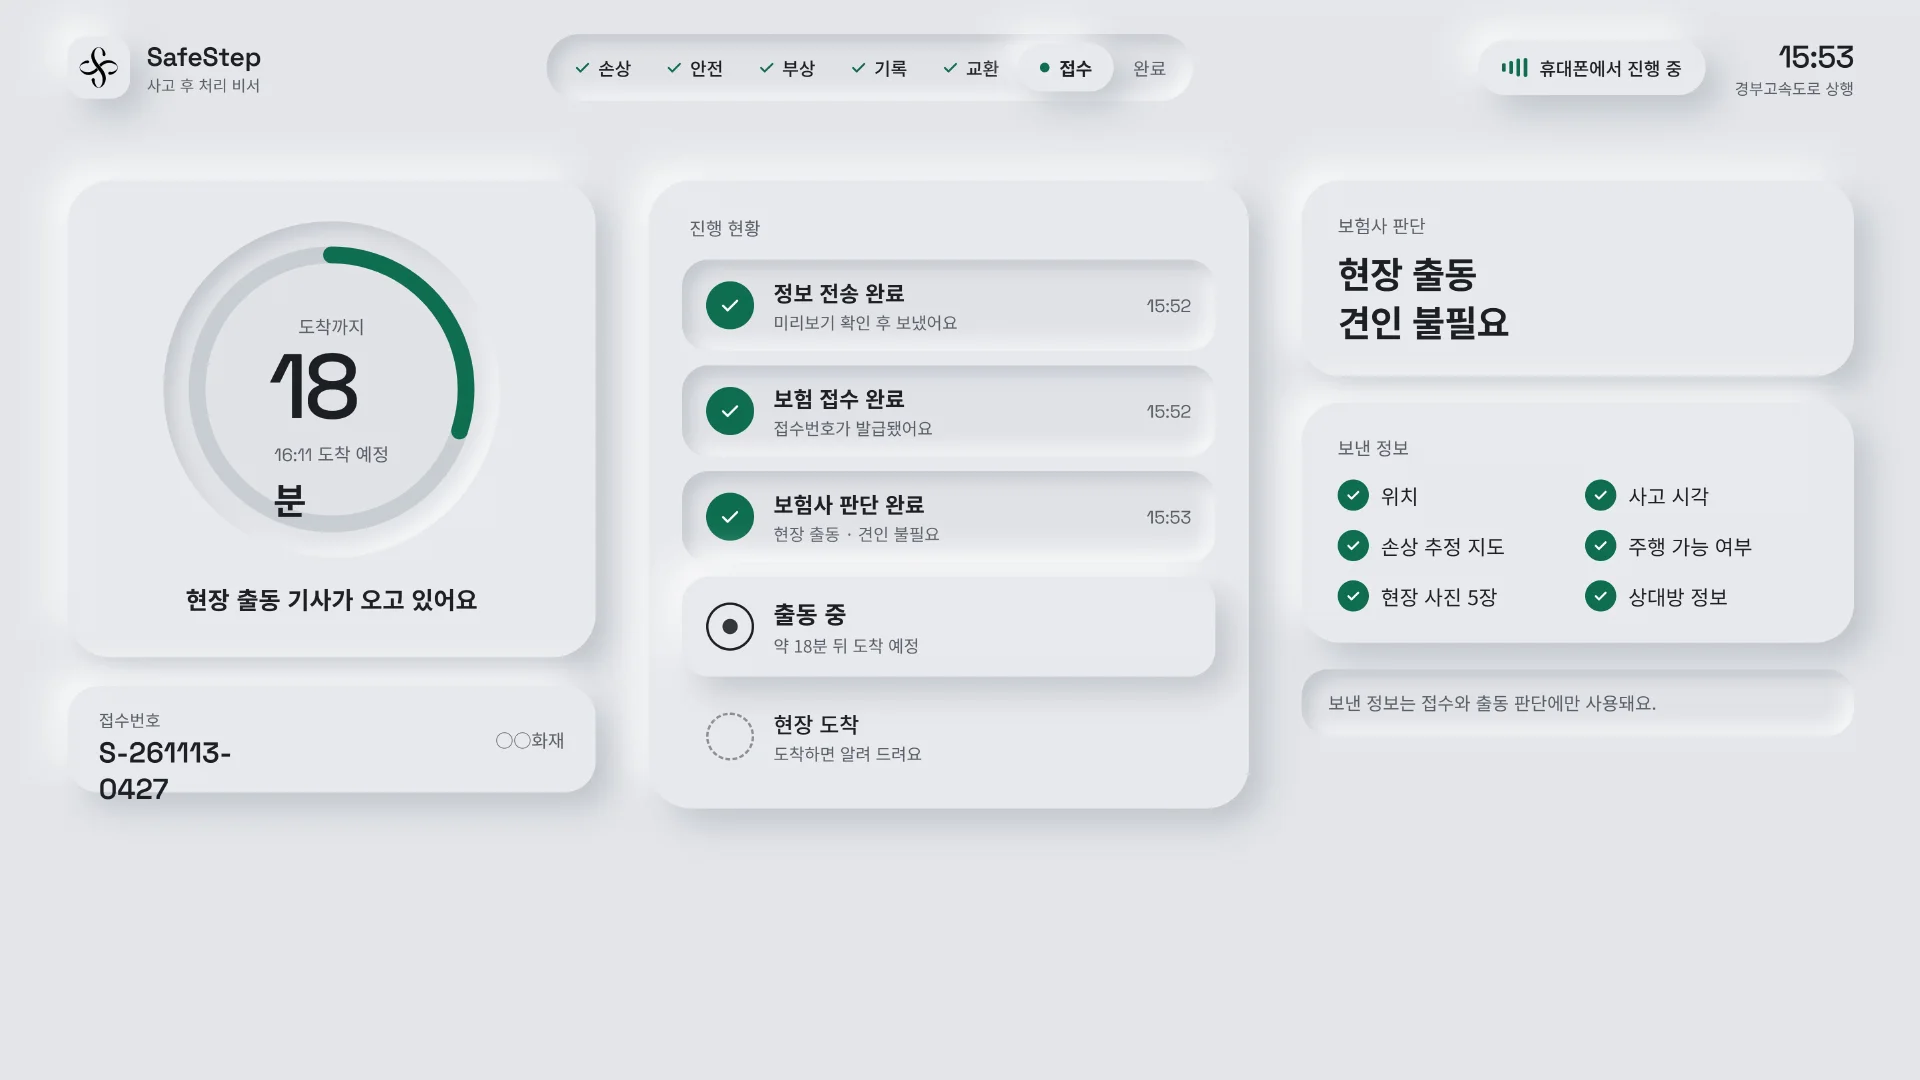 SafeStep
사고 후 처리 비서
손상
안전
부상
기록
교환
접수
완료
휴대폰에서 진행 중
15:53
경부고속도로 상행
도착까지
18
16:11 도착 예정
분
현장 출동 기사가 오고 있어요
접수번호
S-261113-
0427
○○화재
진행 현황
정보 전송 완료
미리보기 확인 후 보냈어요
15:52
보험 접수 완료
접수번호가 발급됐어요
15:52
보험사 판단 완료
현장 출동 · 견인 불필요
15:53
출동 중
약 18분 뒤 도착 예정
현장 도착
도착하면 알려 드려요
보험사 판단
현장 출동
견인 불필요
보낸 정보
위치
사고 시각
손상 추정 지도
주행 가능 여부
현장 사진 5장
상대방 정보
보낸 정보는 접수와 출동 판단에만 사용돼요.